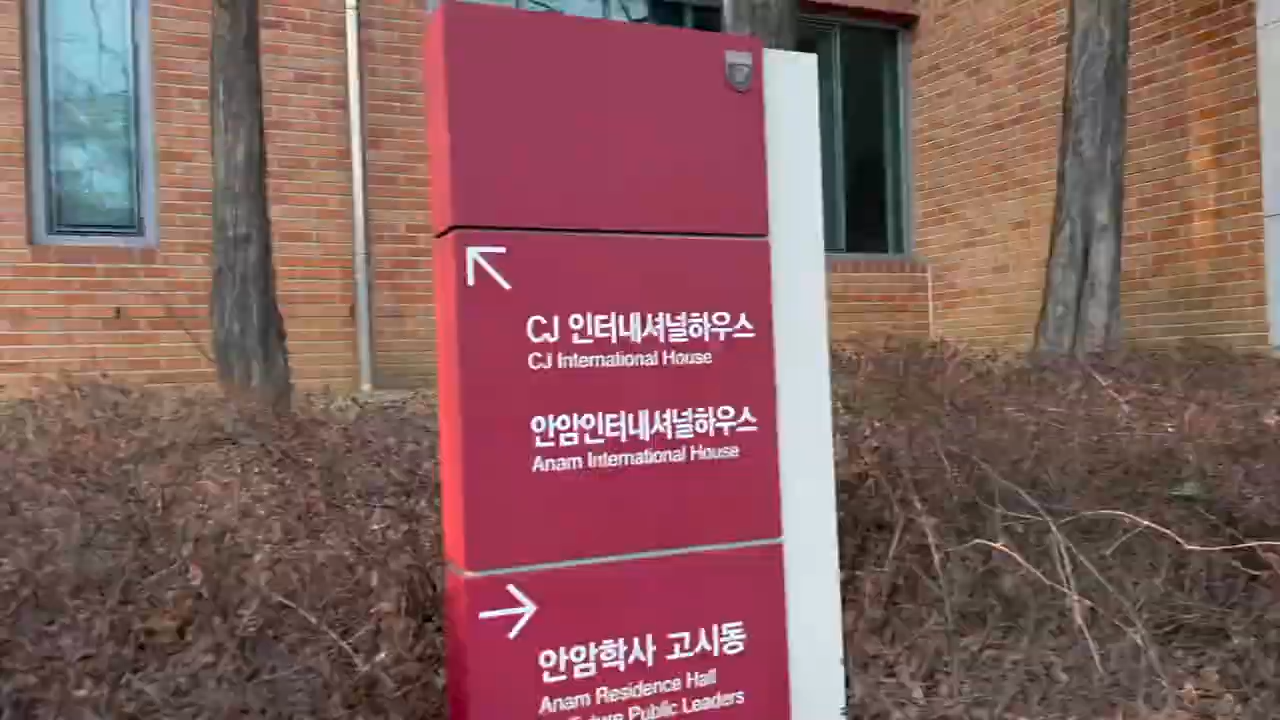 CJ 인터내셔널하우스
CJ International House
안암인터내셔널하우스
Anam International House
안암학사 고시동
Anam Residence Hall
Future Public Leaders